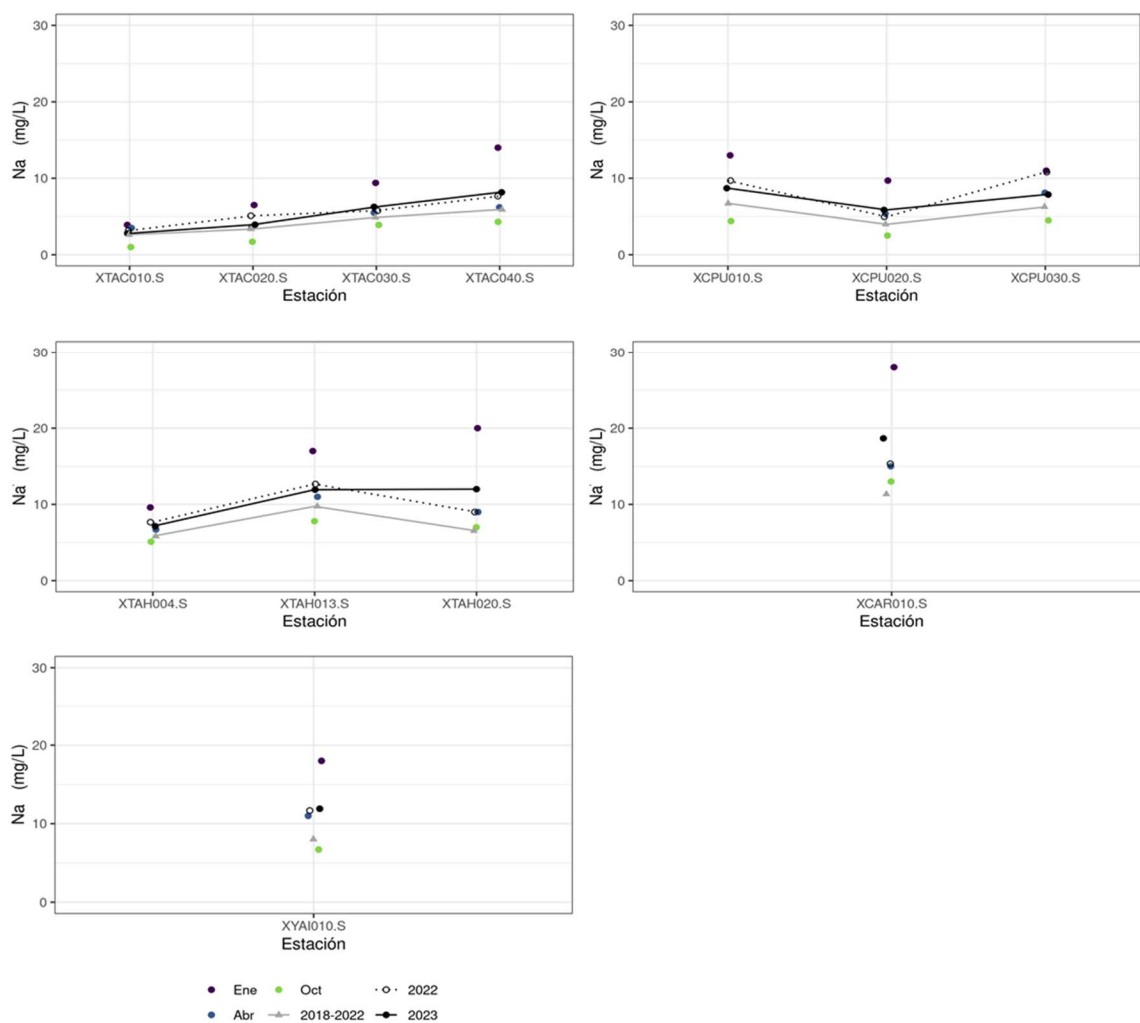 30
20
10
0
Na (mg/L)
XTAC010.S XTAC020.S XTAC030.S XTAC040.S
Estación
30
20
10
0
Na (mg/L)
XCPU010.S XCPU020.S XCPU030.S
Estación
30
20
10
0
Na (mg/L)
XTAH004.S XTAH013.S XTAH020.S
Estación
30
20
10
0
Na (mg/L)
XCAR010.S
Estación
30
20
10
0
Na (mg/L)
XYAI010.S
Estación
Ene Oct 2022
Abr 2018-2022 2023